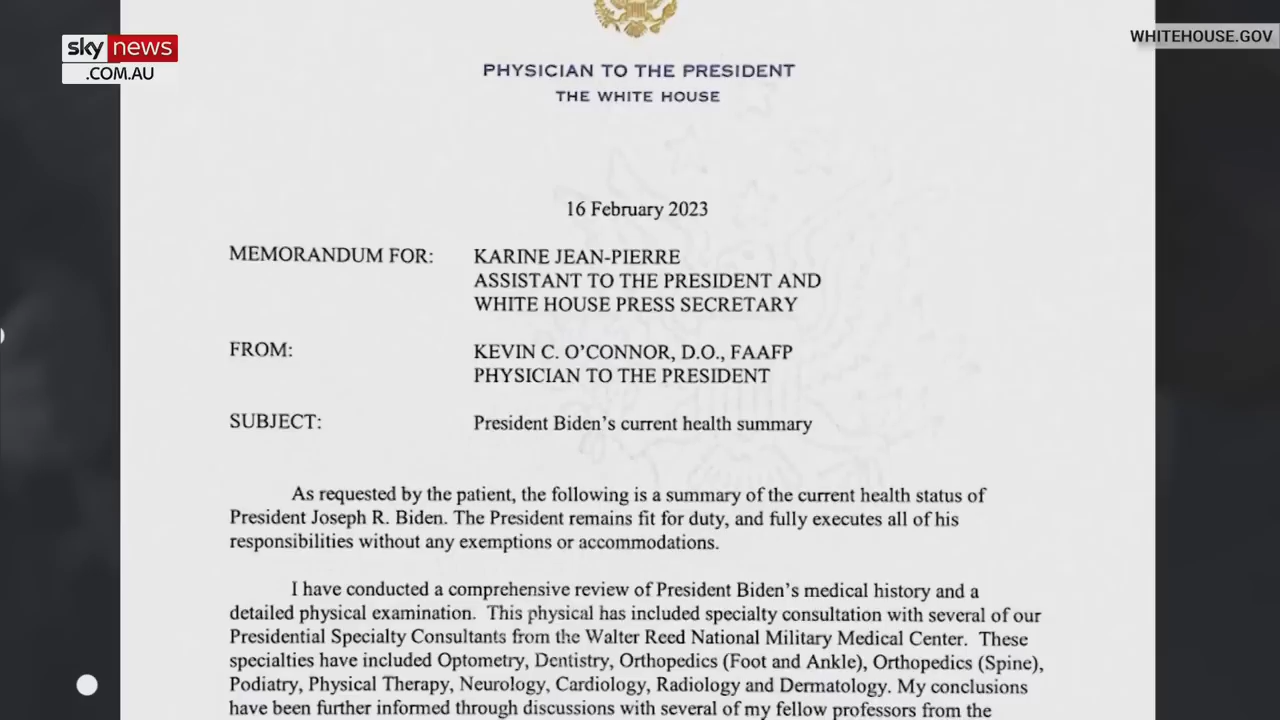 sky news
.COM.AU
WHITEHOUSE.GOV
PHYSICIAN TO THE PRESIDENT
THE WHITE HOUSE
16 February 2023
MEMORANDUM FOR: KARINE JEAN-PIERRE
ASSISTANT TO THE PRESIDENT AND
WHITE HOUSE PRESS SECRETARY
FROM: KEVIN C. O'CONNOR, D.O., FAAFP
PHYSICIAN TO THE PRESIDENT
SUBJECT: President Biden's current health summary
As requested by the patient, the following is a summary of the current health status of
President Joseph R. Biden. The President remains fit for duty, and fully executes all of his
responsibilities without any exemptions or accommodations.
I have conducted a comprehensive review of President Biden's medical history and a
detailed physical examination. This physical has included specialty consultation with several of our
Presidential Specialty Consultants from the Walter Reed National Military Medical Center. These
specialties have included Optometry, Dentistry, Orthopedics (Foot and Ankle), Orthopedics (Spine),
Podiatry, Physical Therapy, Neurology, Cardiology, Radiology and Dermatology. My conclusions
have been further informed through discussions with several of my fellow professors from the